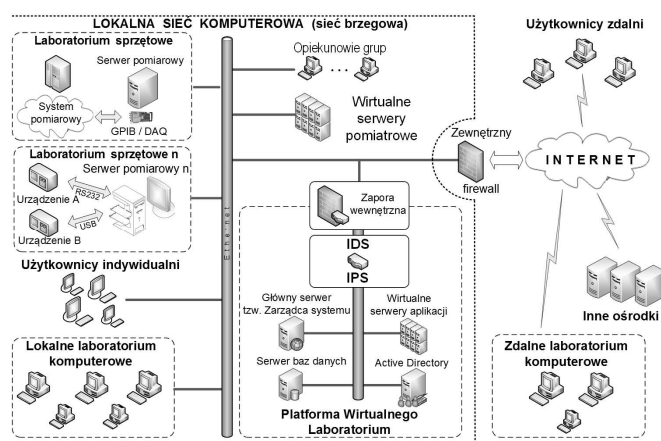 LOKALNA SIEĆ KOMPUTEROWA (sieć brzegowa)
Laboratorium sprzętowe
Serwer pomiarowy
System
pomiarowy
GPIB / DAQ
Laboratorium sprzętowe n
Serwer pomiarowy n
Urządzenie A
RS232
USB
Urządzenie B
Użytkownicy indywidualni
Lokalne laboratorium
komputerowe
Ethe-net
Opiekunowie grup
Wirtualne
serwery
pomiatrowe
Zewnętrzny
firewall
Zapora
wewnętrzna
IDS
IPS
Główny serwer
tzw. Zarządca systemu
Wirtualne
serwery aplikacji
Serwer baz danych
Active Directory
Platforma Wirtualnego
Laboratorium
Użytkownicy zdalni
INTERNET
Inne ośrodki
Zdalne laboratorium
komputerowe